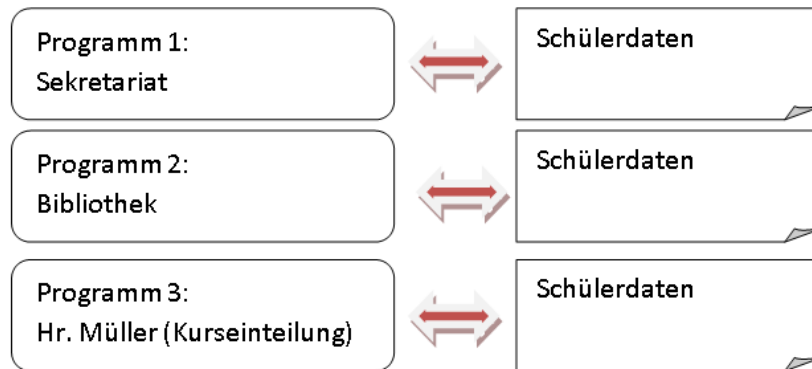 Programm 1:
Sekretariat
Schülerdaten
Programm 2:
Bibliothek
Schülerdaten
Programm 3:
Hr. Müller (Kurseinteilung)
Schülerdaten